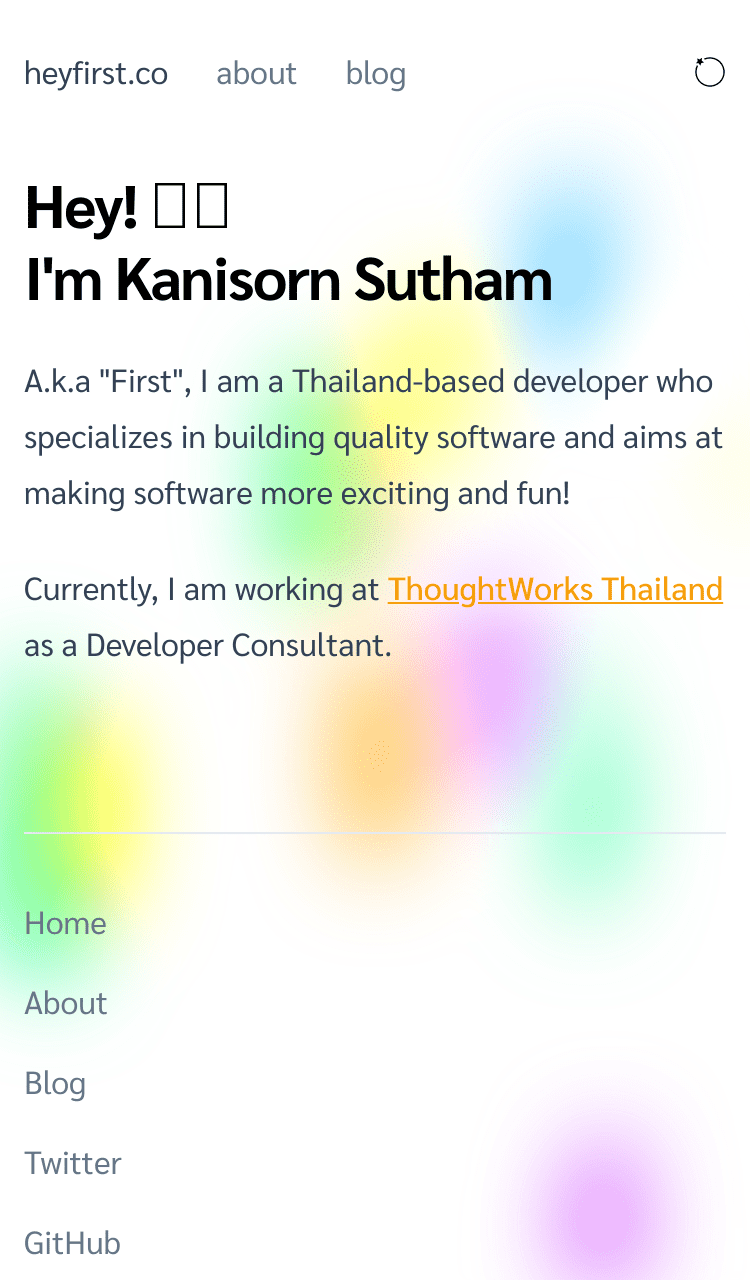 heyfirst.co about blog
Hey!
I'm Kanisorn Sutham
A.k.a "First", I am a Thailand-based developer who
specializes in building quality software and aims at
making software more exciting and fun!
Currently, I am working at ThoughtWorks Thailand
as a Developer Consultant.
Home
About
Blog
Twitter
GitHub